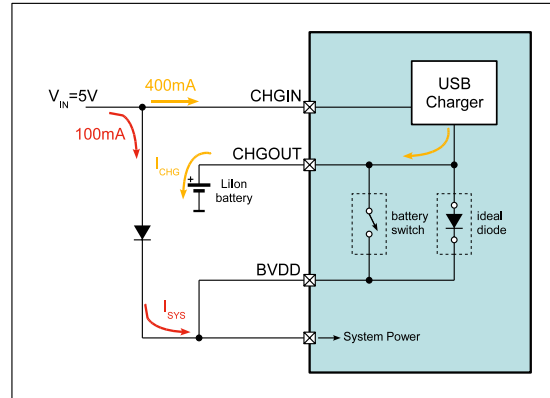 USB
Charger
400mA
V_IN=5V
CHGIN
100mA
I_CHG
CHGOUT
+
LiIon
battery
battery
switch
ideal
diode
BVDD
I_SYS
System Power